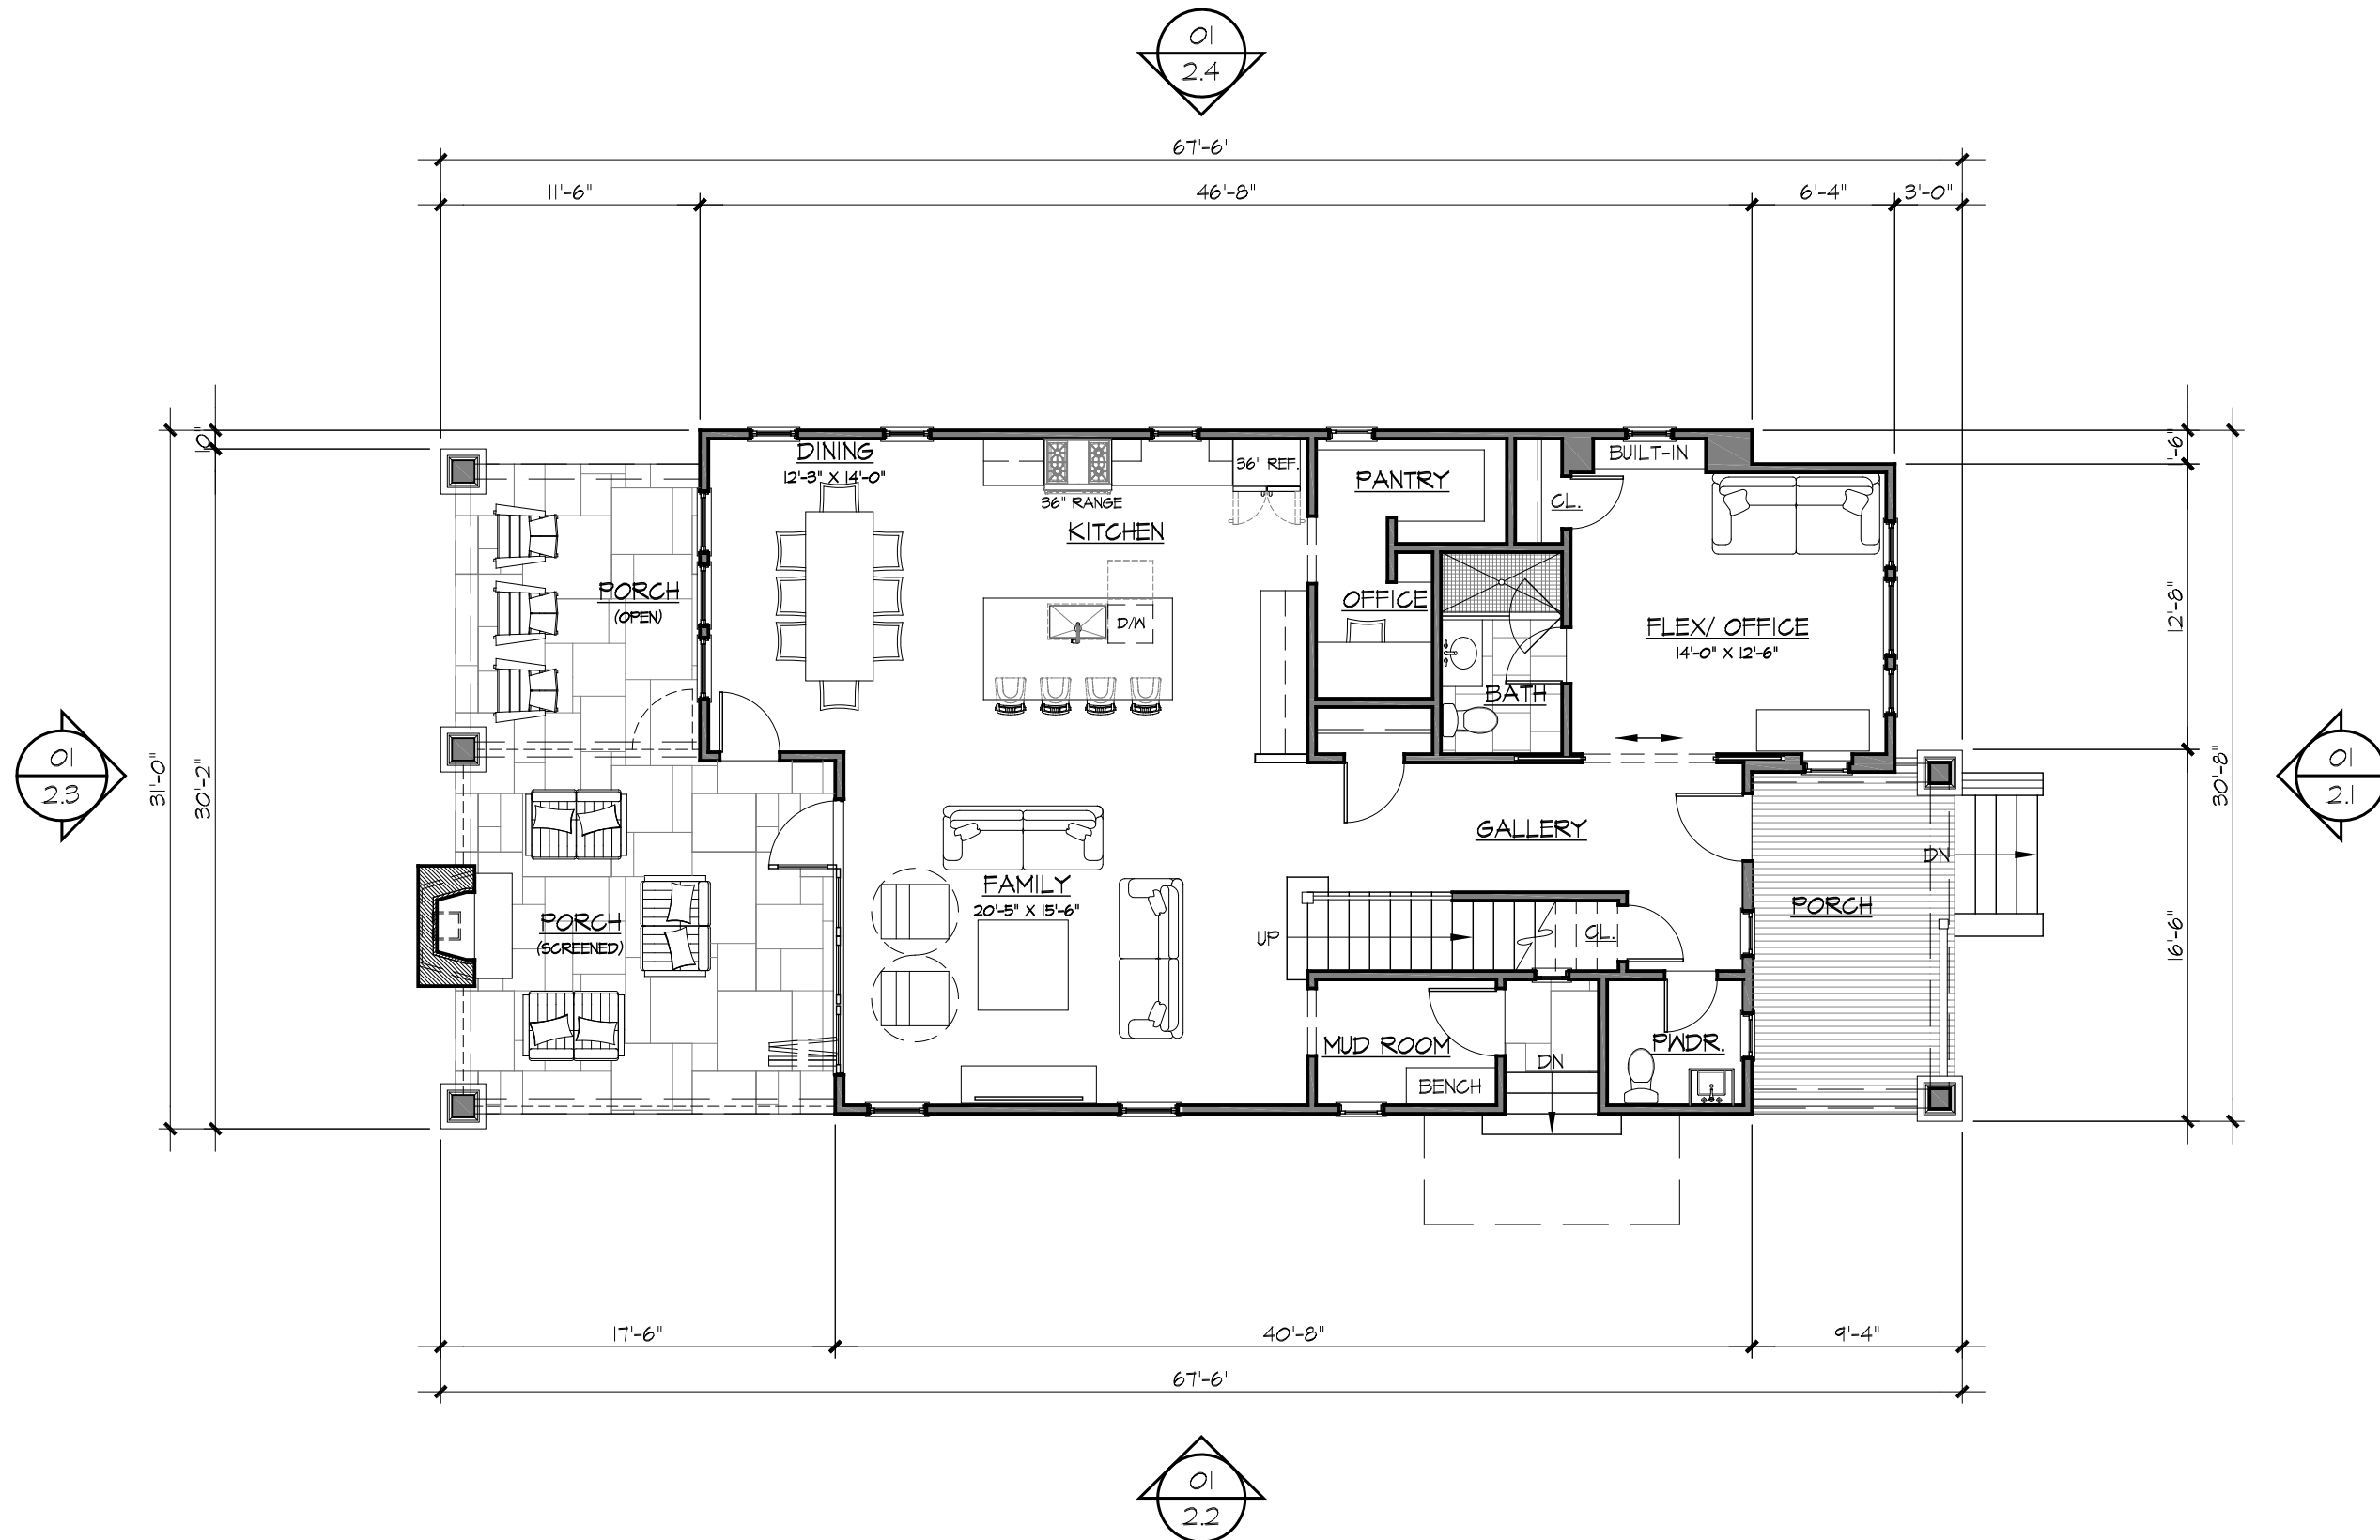 01
2.4
67'-6"
11'-6"
46'-8"
6'-4"
3'-0"
1'-0"
DINING
12'-3" X 14'-0"
36" RANGE
36" REF.
KITCHEN
PANTRY
BUILT-IN
CL.
PORCH
(OPEN)
D/W
OFFICE
FLEX/ OFFICE
14'-0" X 12'-6"
BATH
12'-8"
01
2.3
31'-0"
30'-2"
30'-8"
01
2.1
GALLERY
DN
FAMILY
20'-5" X 15'-6"
PORCH
PORCH
(SCREENED)
UP
CL.
16'-6"
MUD ROOM
BENCH
DN
PWDR.
17'-6"
40'-8"
9'-4"
67'-6"
01
2.2